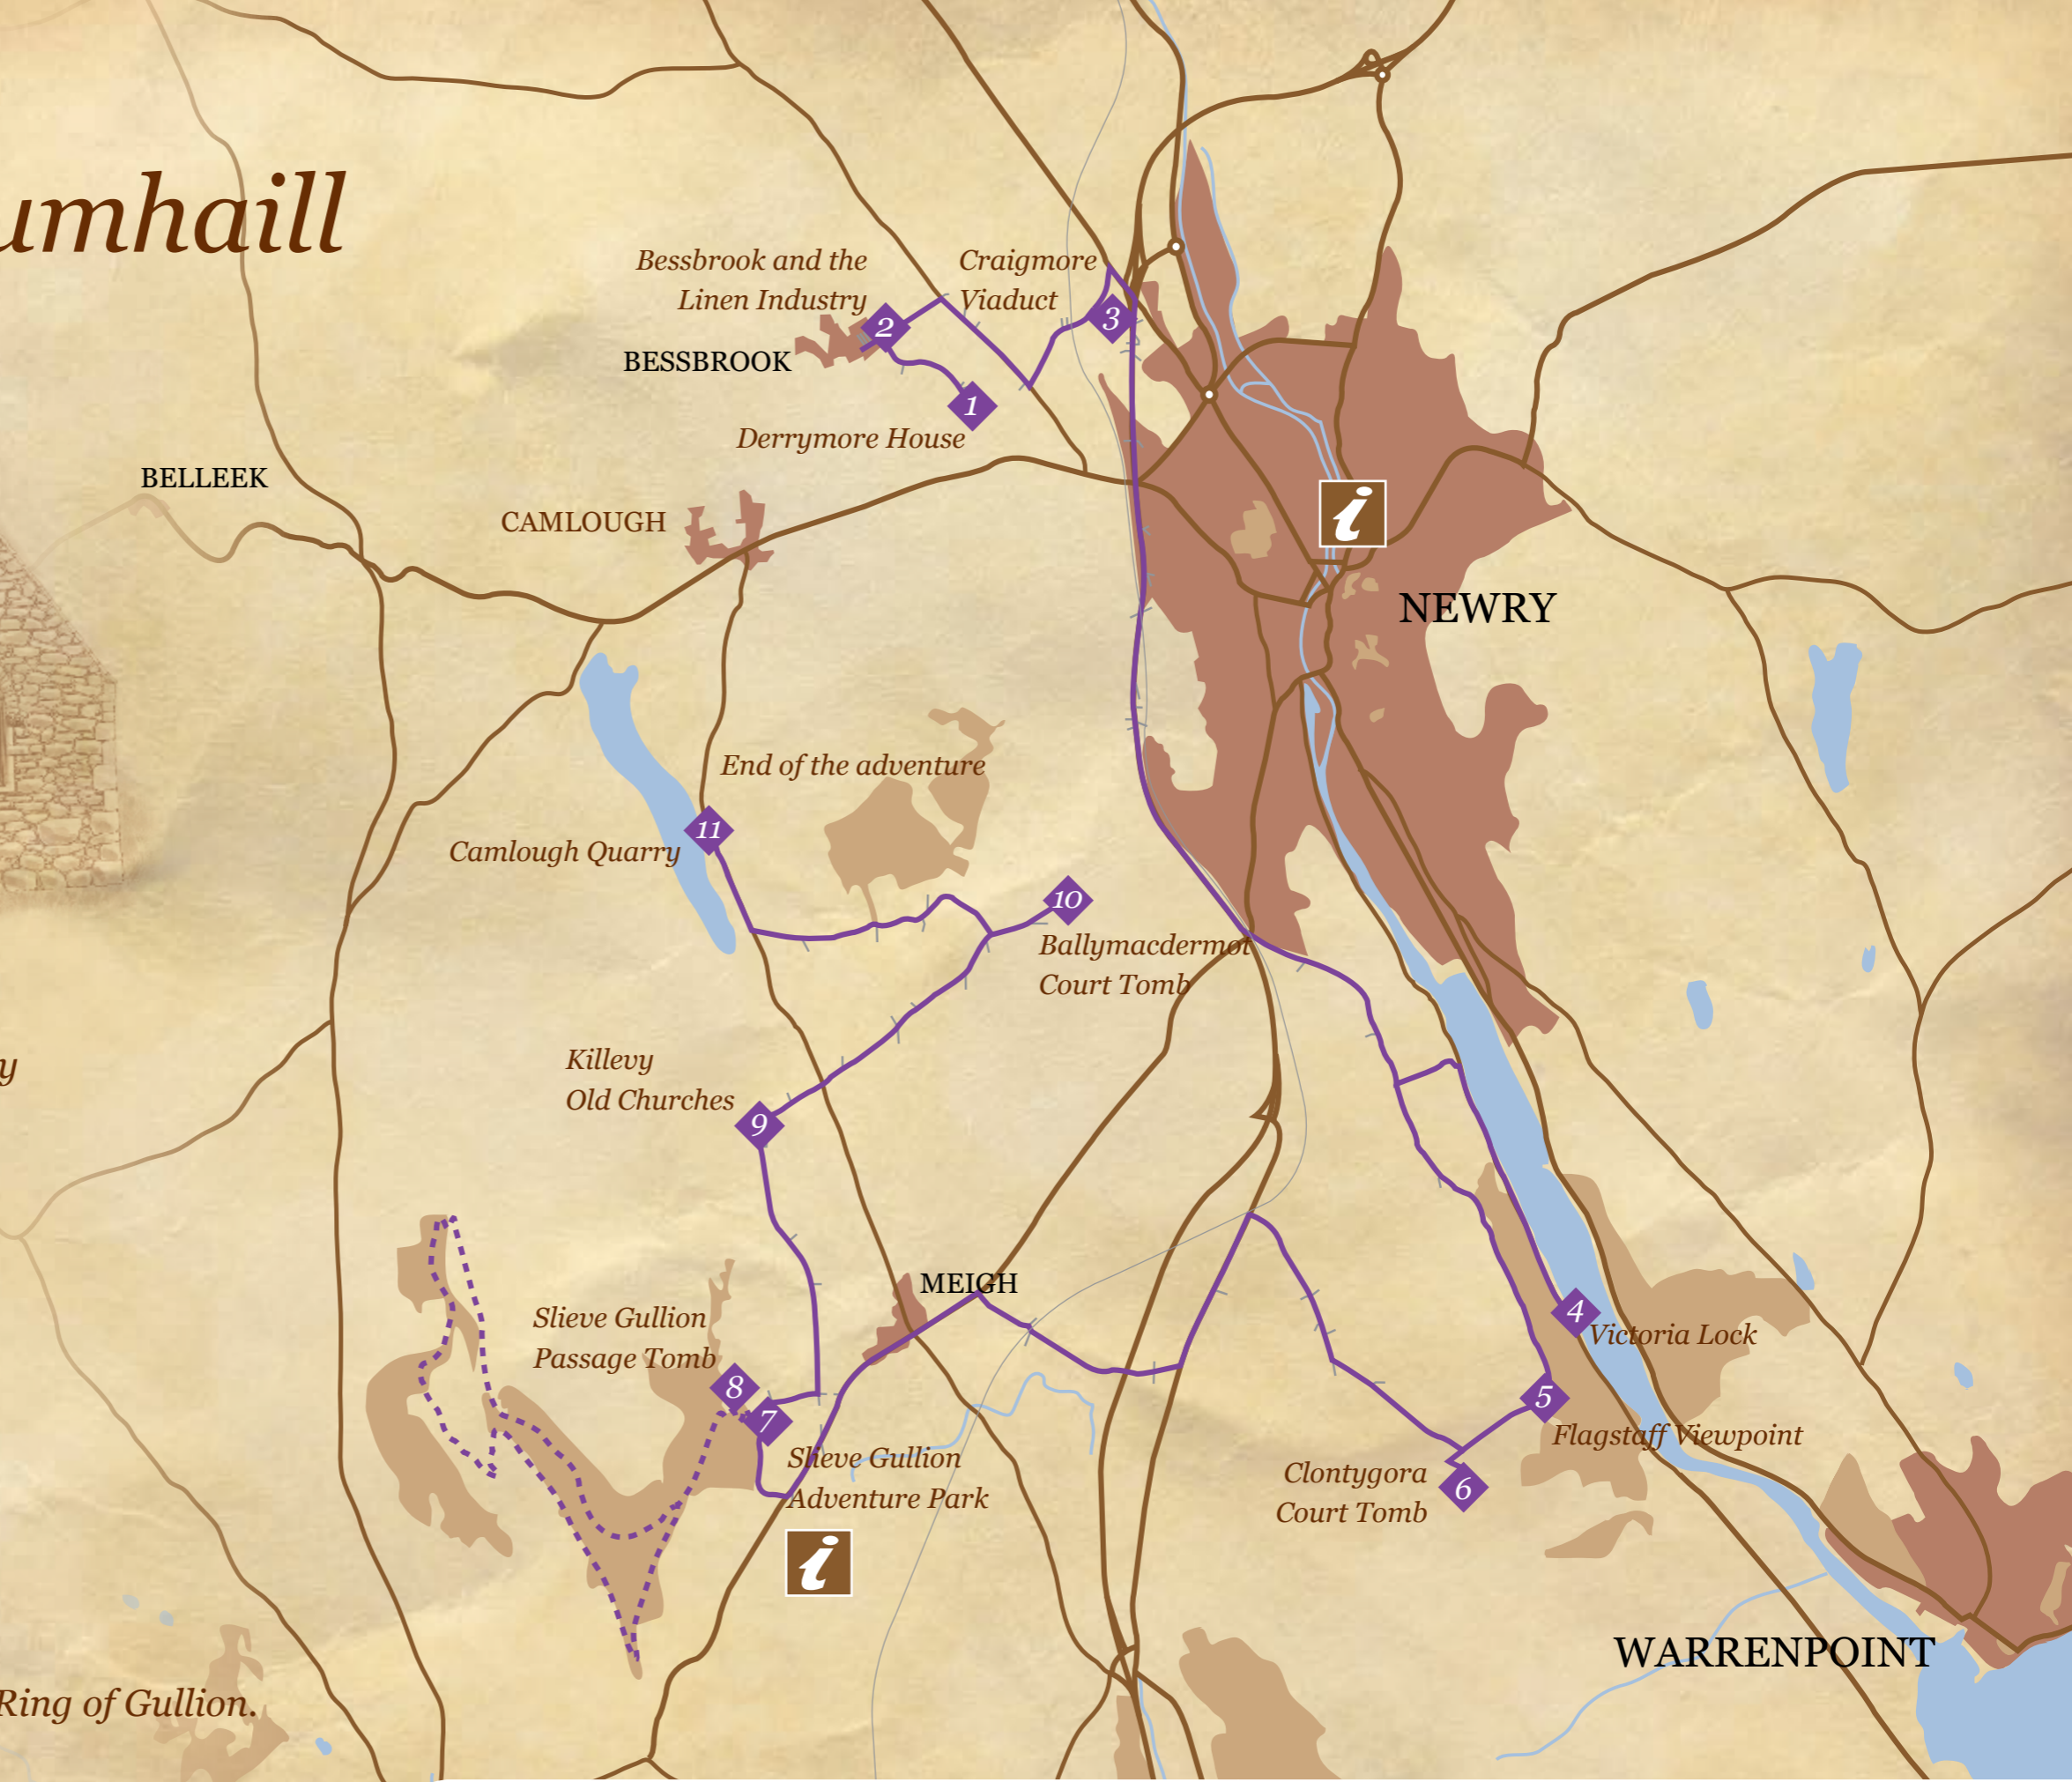 umhaill
Bessbrook and the
Linen Industry
Craigmore
Viaduct
2
3
BESSBROOK
1
Derrymore House
BELLEEK
CAMLOUGH
i
NEWRY
End of the adventure
11
Camlough Quarry
10
Ballymacdermot
Court Tomb
Killevy
Old Churches
9
y
MEIGH
Slieve Gullion
Passage Tomb
8
7
Slieve Gullion
Adventure Park
i
4
Victoria Lock
5
Flagstaff Viewpoint
Clontygora
Court Tomb
6
WARRENPOINT
Ring of Gullion.